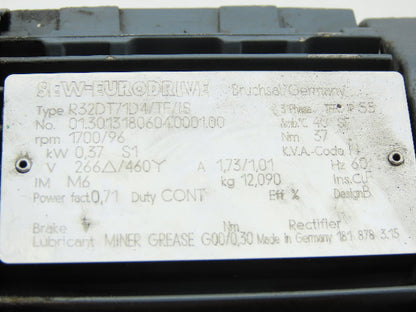 SEW-EURODRIVE Bruchsal/Germany
Type R32DT71D4/TF/IS 3 Phase IP 55
No. 01.3013180604.0001.00 Amb.°C 40 SF
rpm 1700/96 Nm 37
kW 0,37 S1 K.V.A.-Code
V 266△/460Y A 1,73/1,01 Hz 60
IM M6 kg 12,090 Ins.Cl. F
Power fact. 0,71 Duty CONT Eff % Design B
Brake Nm Rectifier
Lubricant MINER GREASE G00/0,30 Made in Germany 181 878 3.15